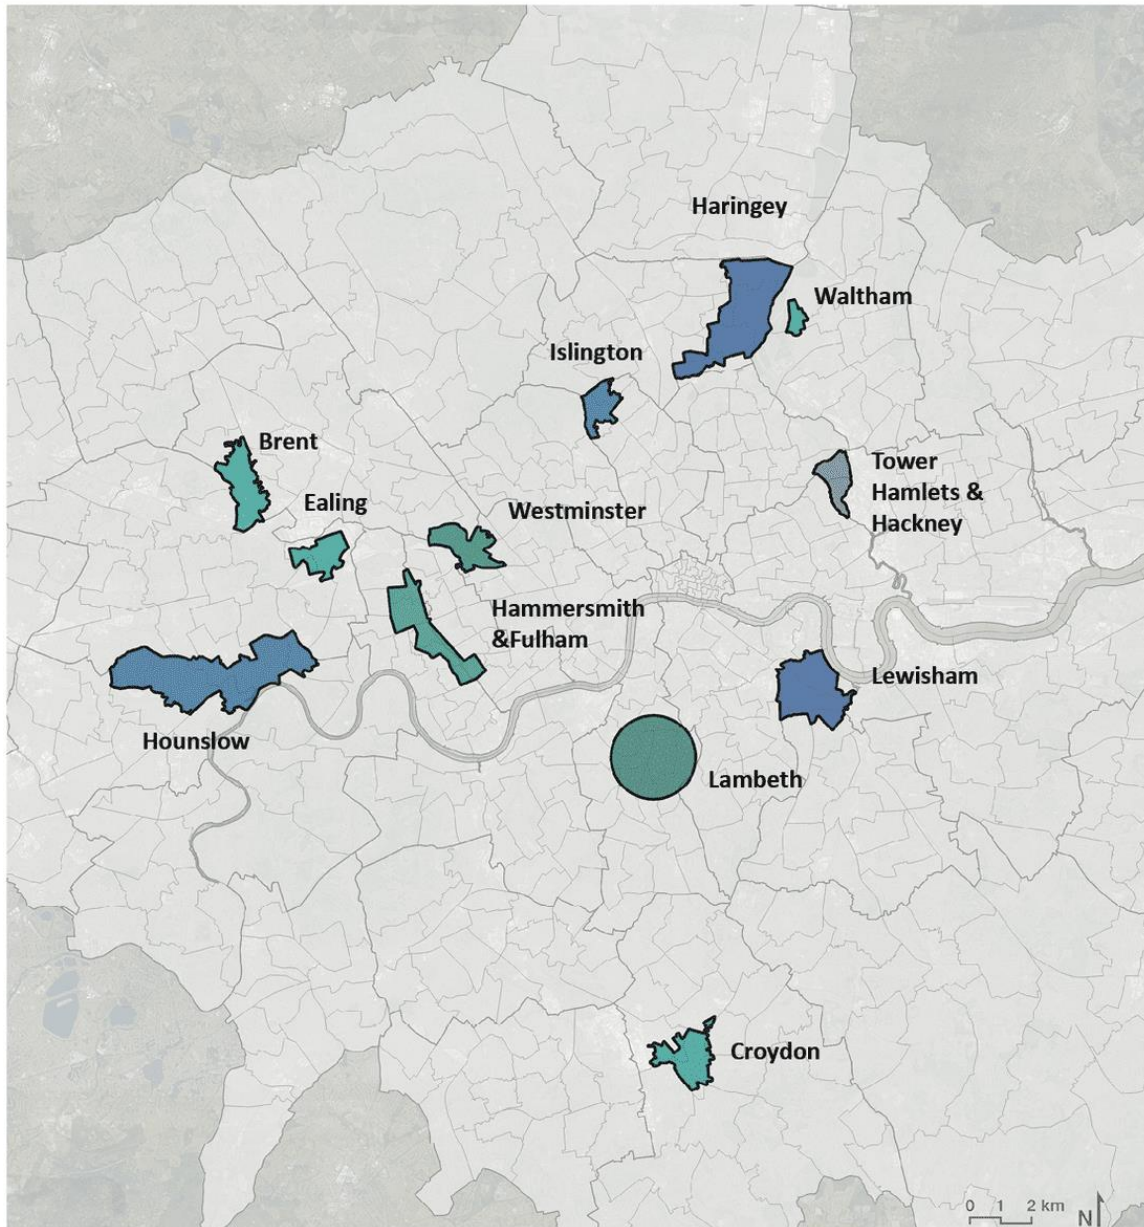 Haringey
Waltham
Islington
Brent
Ealing
Westminster
Tower
Hamlets &
Hackney
Hammersmith
&Fulham
Lewisham
Hounslow
Lambeth
Croydon
0 1 2 km N